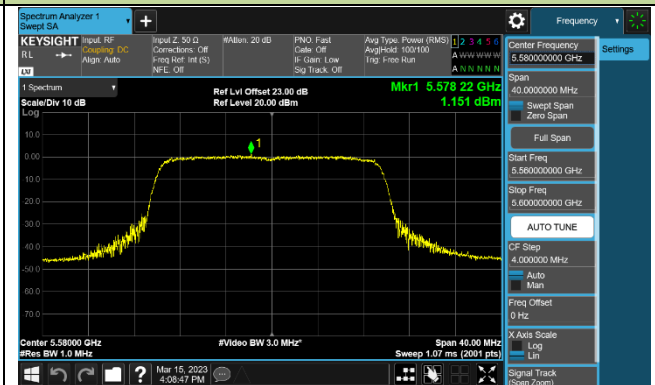 Spectrum Analyzer 1
Swept SA
Frequency
KEYSIGHT
RL
LXI
Input: RF
Coupling: DC
Align: Auto
Input Z: 50 Ω
Corrections: Off
Freq Ref: Int (S)
NFE: Off
#Atten: 20 dB
PNO: Fast
Gate: Off
IF Gain: Low
Sig Track: Off
Avg Type: Power (RMS)
Avg|Hold: 100/100
Trig: Free Run
1 2 3 4 5 6
A W W W W W
A N N N N N
1 Spectrum
Scale/Div 10 dB
Log
Ref Lvl Offset 23.00 dB
Ref Level 20.00 dBm
Mkr1 5.578 22 GHz
1.151 dBm
10.0
0.00
-10.0
-20.0
-30.0
-40.0
-50.0
-60.0
-70.0
1
Center 5.58000 GHz
#Res BW 1.0 MHz
#Video BW 3.0 MHz*
Span 40.00 MHz
Sweep 1.07 ms (2001 pts)
Mar 15, 2023
4:08:47 PM
Center Frequency
5.580000000 GHz
Settings
Span
40.0000000 MHz
Swept Span
Zero Span
Full Span
Start Freq
5.560000000 GHz
Stop Freq
5.600000000 GHz
AUTO TUNE
CF Step
4.000000 MHz
Auto
Man
Freq Offset
0 Hz
X Axis Scale
Log
Lin
Signal Track
(Span Zoom)